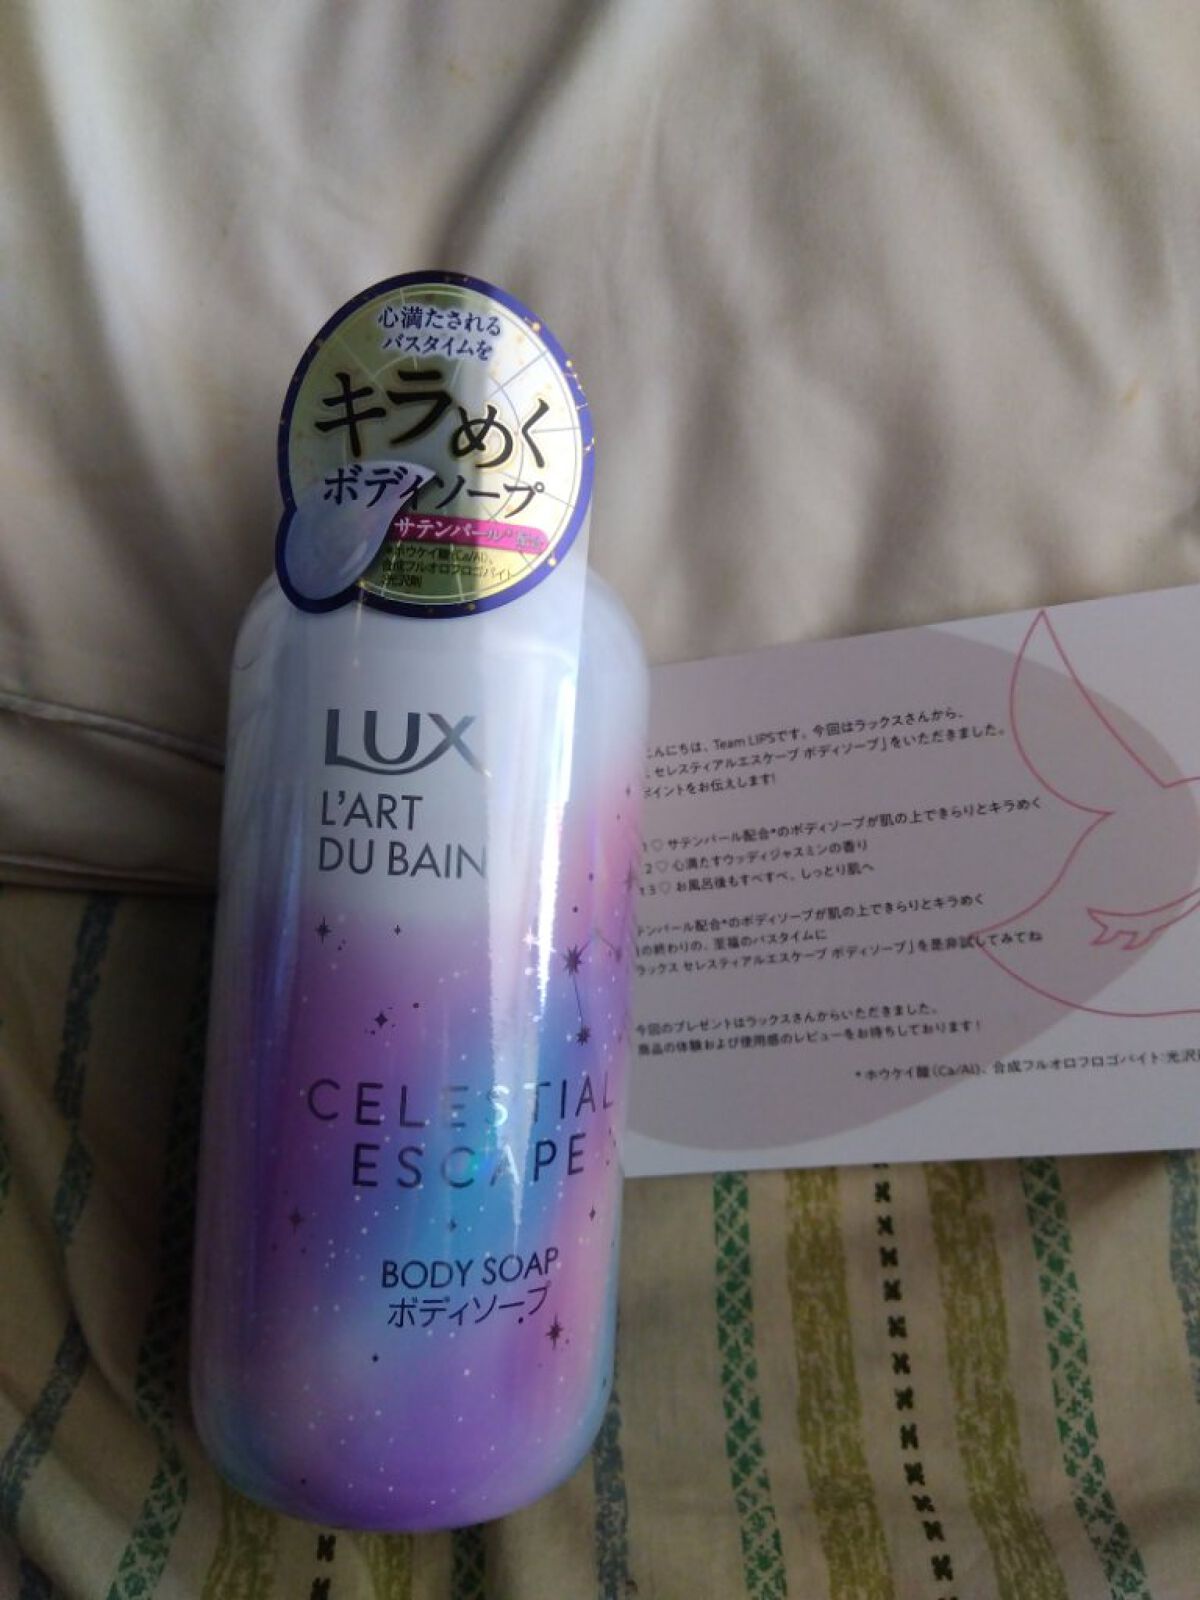 心満たされる
バスタイムを
キラめく
ボディソープ
サテンパール*配合
*ホウケイ酸(Ca/Al)、
合成フルオロフロゴパイト
:光沢剤
LUX
L'ART
DU BAIN
CELESTIAL
ESCAPE
BODY SOAP
ボディソープ
こんにちは、Team LIPSです。今回はラックスさんから、
、セレスティアルエスケープ ボディソープ」をいただきました。
ポイントをお伝えします!
1♡ サテンパール配合*のボディソープが肌の上できらりとキラめく
2♡ 心満たすウッディジャスミンの香り
3♡ お風呂後もすべすべ、しっとり肌へ
テンパール配合*のボディソープが肌の上できらりとキラめく
の終わりの、至福のバスタイムに
ラックス セレスティアルエスケープ ボディソープ」を是非試してみてね
今回のプレゼントはラックスさんからいただきました。
商品の体験および使用感のレビューをお待ちしております!
*ホウケイ酸(Ca/Al)、合成フルオロフロゴパイト:光沢